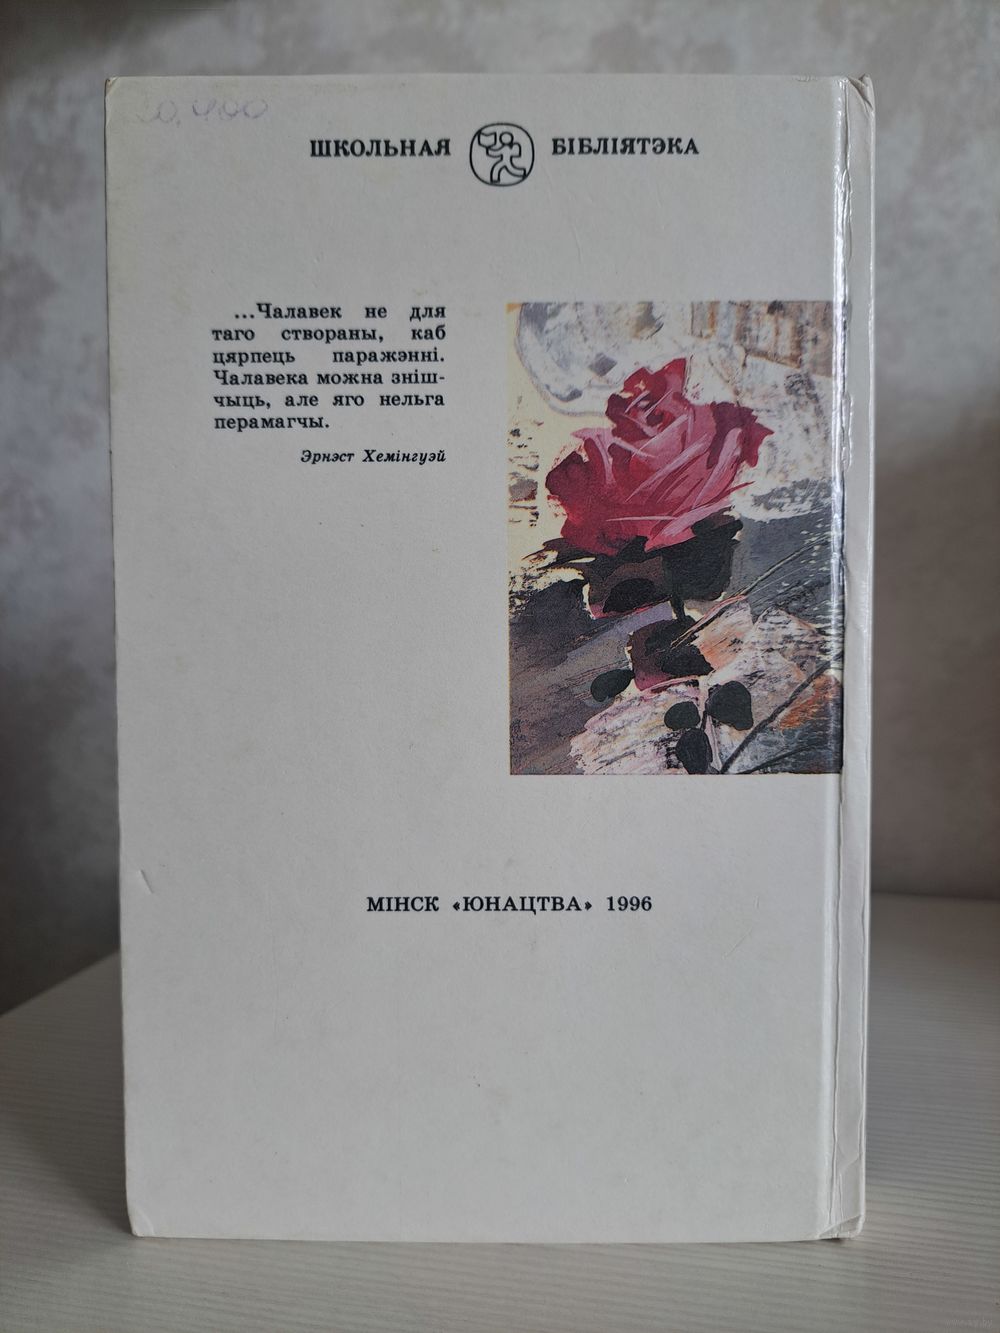 ШКОЛЬНАЯ БІБЛІЯТЭКА
...Чалавек не для
таго створаны, каб
цярпець паражэнні.
Чалавека можна зніш-
чыць, але яго нельга
перамагчы.
Эрнэст Хемінгуэй
МІНСК «ЮНАЦТВА» 1996